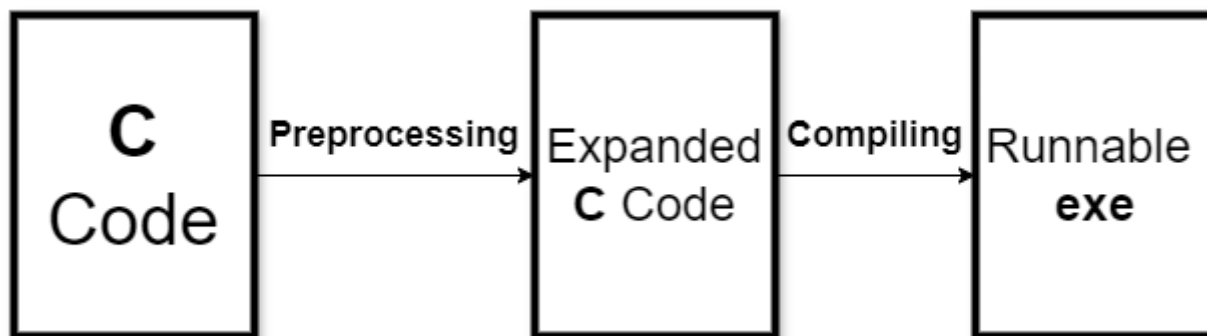 C
Code
Preprocessing
Expanded
C Code
Compiling
Runnable
exe